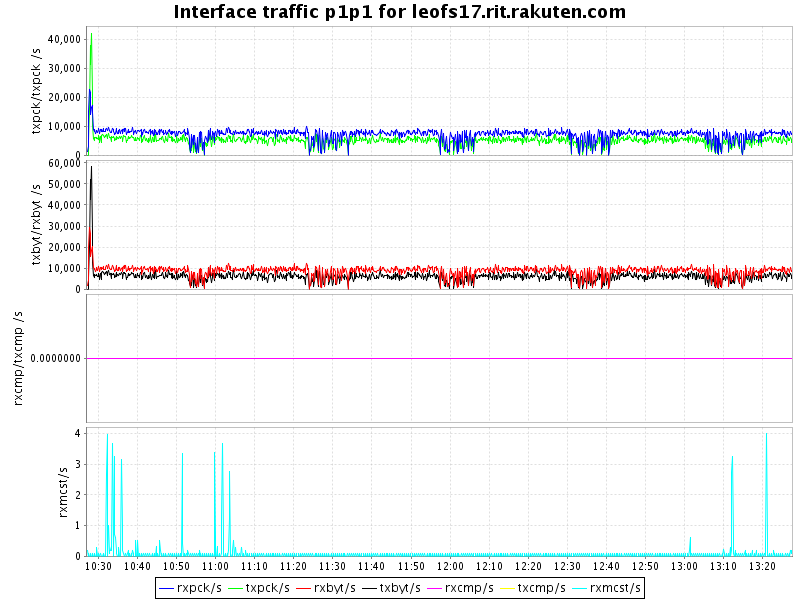 Interface traffic p1p1 for leofs17.rit.rakuten.com
txpck/txpck /s
40,000
30,000
20,000
10,000
0
txbyt/rxbyt /s
60,000
50,000
40,000
30,000
20,000
10,000
0
rxcmp/txcmp /s
0.0000000
rxmcst/s
4
3
2
1
0
10:30 10:40 10:50 11:00 11:10 11:20 11:30 11:40 11:50 12:00 12:10 12:20 12:30 12:40 12:50 13:00 13:10 13:20
rxpck/s txpck/s rxbyt/s txbyt/s rxcmp/s txcmp/s rxmcst/s